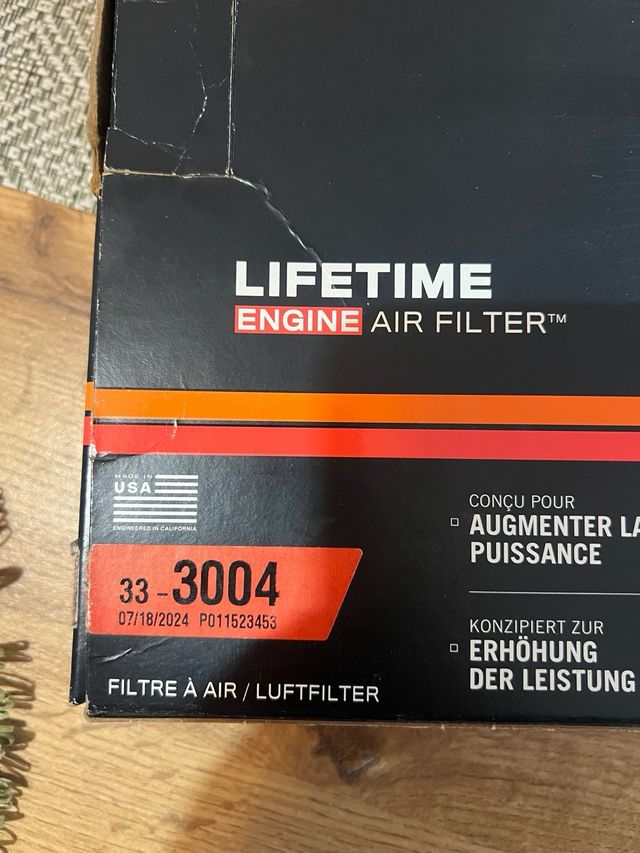 LIFETIME
ENGINE AIR FILTER™
MADE IN
USA
ENGINEERED IN CALIFORNIA
33-3004
07/18/2024 P011523453
FILTRE À AIR / LUFTFILTER
CONÇU POUR
AUGMENTER LA
PUISSANCE
KONZIPIERT ZUR
ERHÖHUNG
DER LEISTUNG